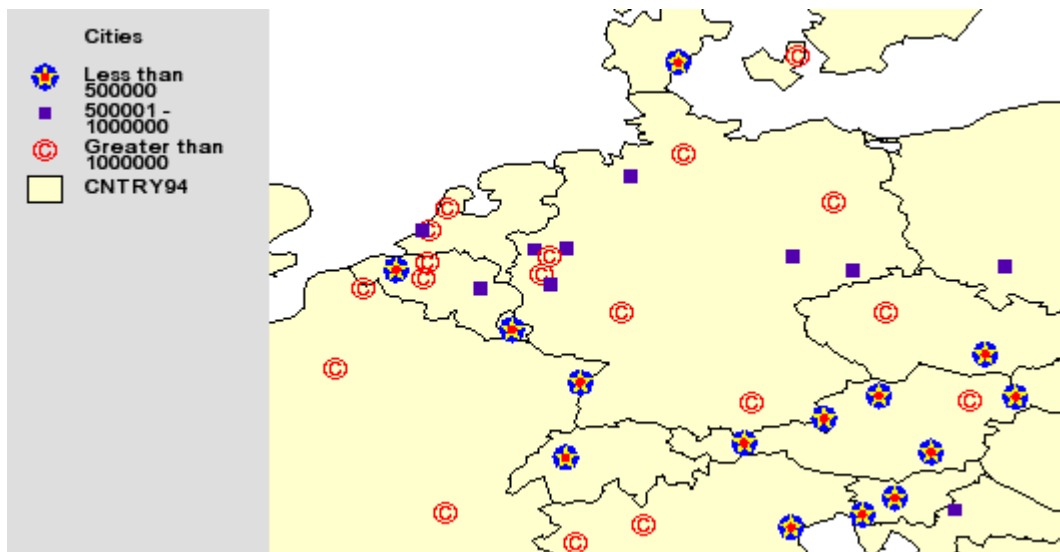 Cities
Less than
500000
500001 -
1000000
Greater than
1000000
CNTRY94